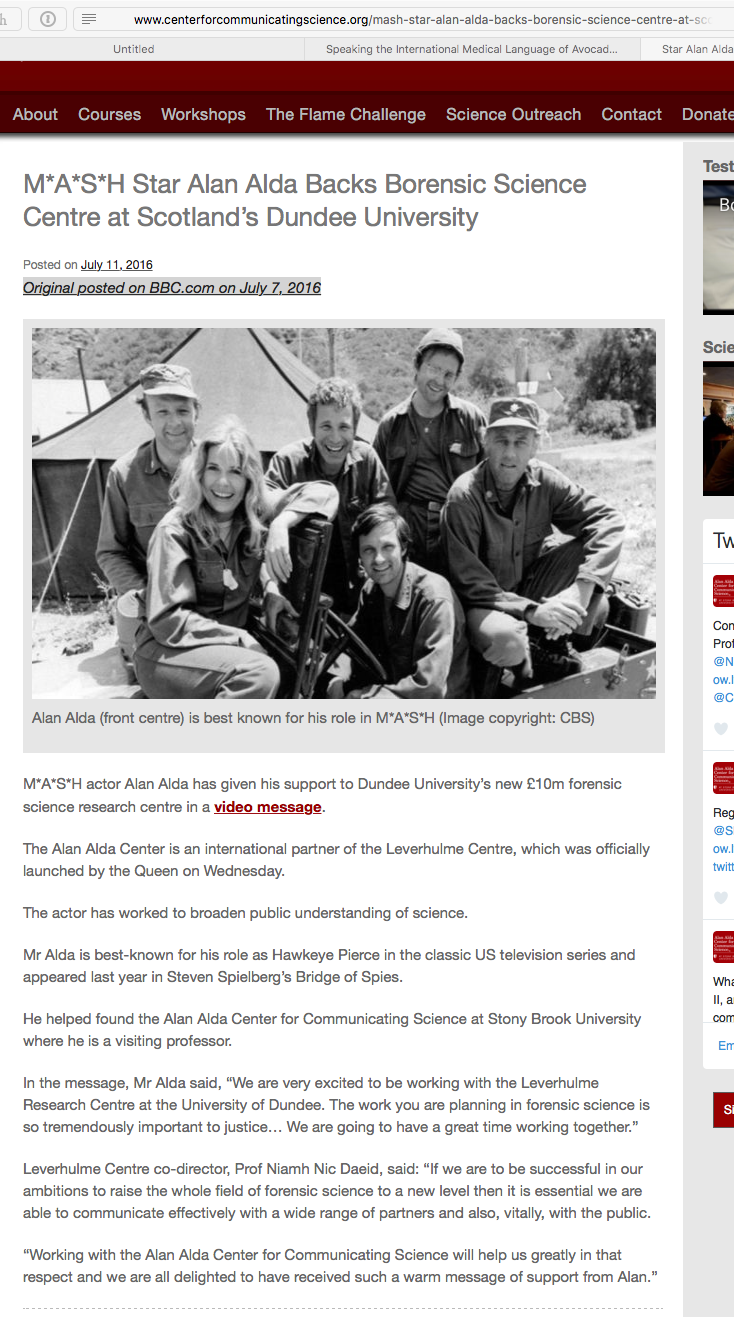 www.centerforcommunicatingscience.org/mash-star-alan-alda-backs-borensic-science-centre-at-sco
Untitled
Speaking the International Medical Language of Avocad...
Star Alan Alda
About Courses Workshops The Flame Challenge Science Outreach Contact Donate
M*A*S*H Star Alan Alda Backs Borensic Science
Centre at Scotland’s Dundee University
Posted on July 11, 2016
Original posted on BBC.com on July 7, 2016
Alan Alda (front centre) is best known for his role in M*A*S*H (Image copyright: CBS)
M*A*S*H actor Alan Alda has given his support to Dundee University’s new £10m forensic
science research centre in a video message.
The Alan Alda Center is an international partner of the Leverhulme Centre, which was officially
launched by the Queen on Wednesday.
The actor has worked to broaden public understanding of science.
Mr Alda is best-known for his role as Hawkeye Pierce in the classic US television series and
appeared last year in Steven Spielberg’s Bridge of Spies.
He helped found the Alan Alda Center for Communicating Science at Stony Brook University
where he is a visiting professor.
In the message, Mr Alda said, “We are very excited to be working with the Leverhulme
Research Centre at the University of Dundee. The work you are planning in forensic science is
so tremendously important to justice… We are going to have a great time working together.”
Leverhulme Centre co-director, Prof Niamh Nic Daeid, said: “If we are to be successful in our
ambitions to raise the whole field of forensic science to a new level then it is essential we are
able to communicate effectively with a wide range of partners and also, vitally, with the public.
“Working with the Alan Alda Center for Communicating Science will help us greatly in that
respect and we are all delighted to have received such a warm message of support from Alan.”
Test
Bo
Scie
Tw
Con
Prof
@N
ow.l
@C
Reg
@S
ow.l
twitt
Wha
II, a
com
Em
Si